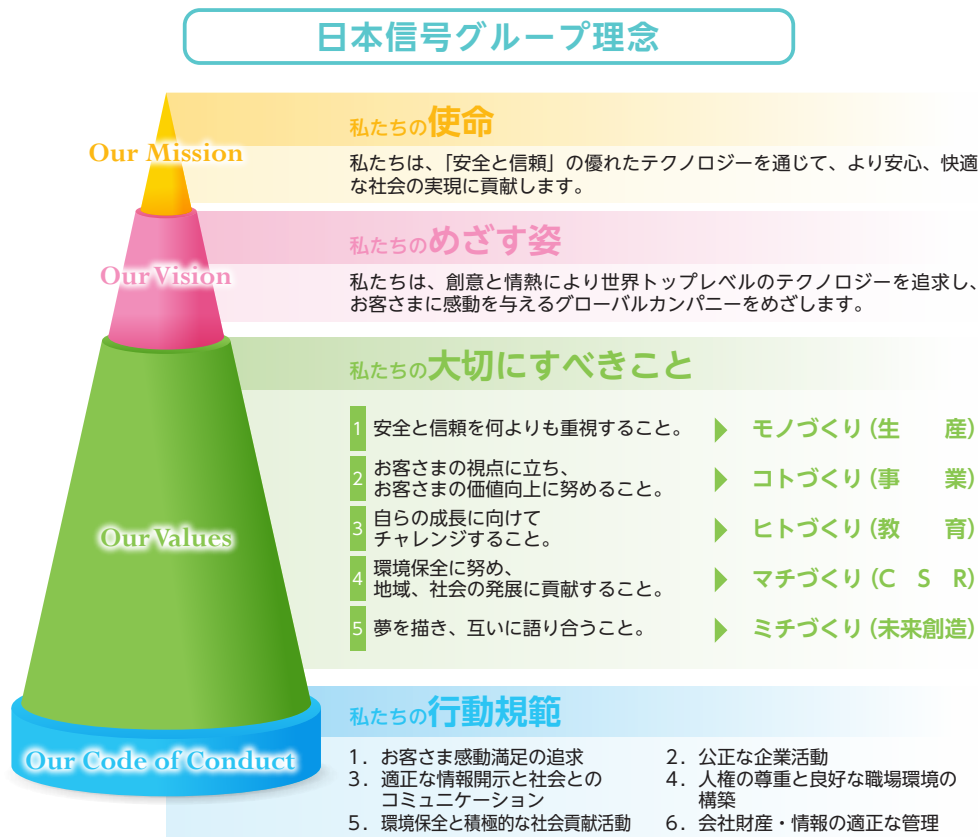 日本信号グループ理念
Our Mission
私たちの使命
私たちは、「安全と信頼」の優れたテクノロジーを通じて、より安心、快適
な社会の実現に貢献します。
Our Vision
私たちのめざす姿
私たちは、創意と情熱により世界トップレベルのテクノロジーを追求し、
お客さまに感動を与えるグローバルカンパニーをめざします。
Our Values
私たちの大切にすべきこと
1 安全と信頼を何よりも重視すること。 ▶ モノづくり(生 産)
2 お客さまの視点に立ち、
お客さまの価値向上に努めること。 ▶ コトづくり(事 業)
3 自らの成長に向けて
チャレンジすること。 ▶ ヒトづくり(教 育)
4 環境保全に努め、
地域、社会の発展に貢献すること。 ▶ マチづくり(C S R)
5 夢を描き、互いに語り合うこと。 ▶ ミチづくり(未来創造)
Our Code of Conduct
私たちの行動規範
1. お客さま感動満足の追求
2. 公正な企業活動
3. 適正な情報開示と社会との
コミュニケーション
4. 人権の尊重と良好な職場環境の
構築
5. 環境保全と積極的な社会貢献活動
6. 会社財産・情報の適正な管理